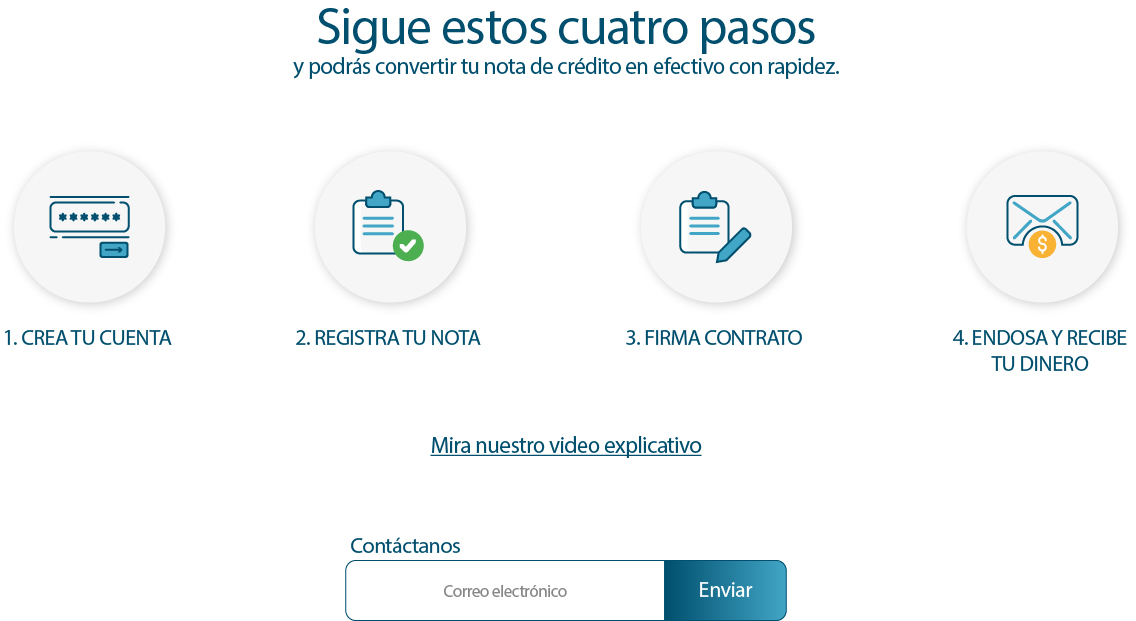 Sigue estos cuatro pasos
y podrás convertir tu nota de crédito en efectivo con rapidez.
******
1. CREA TU CUENTA
2. REGISTRA TU NOTA
3. FIRMA CONTRATO
$
4. ENDOSA Y RECIBE
TU DINERO
Mira nuestro video explicativo
Contáctanos
Correo electrónico
Enviar